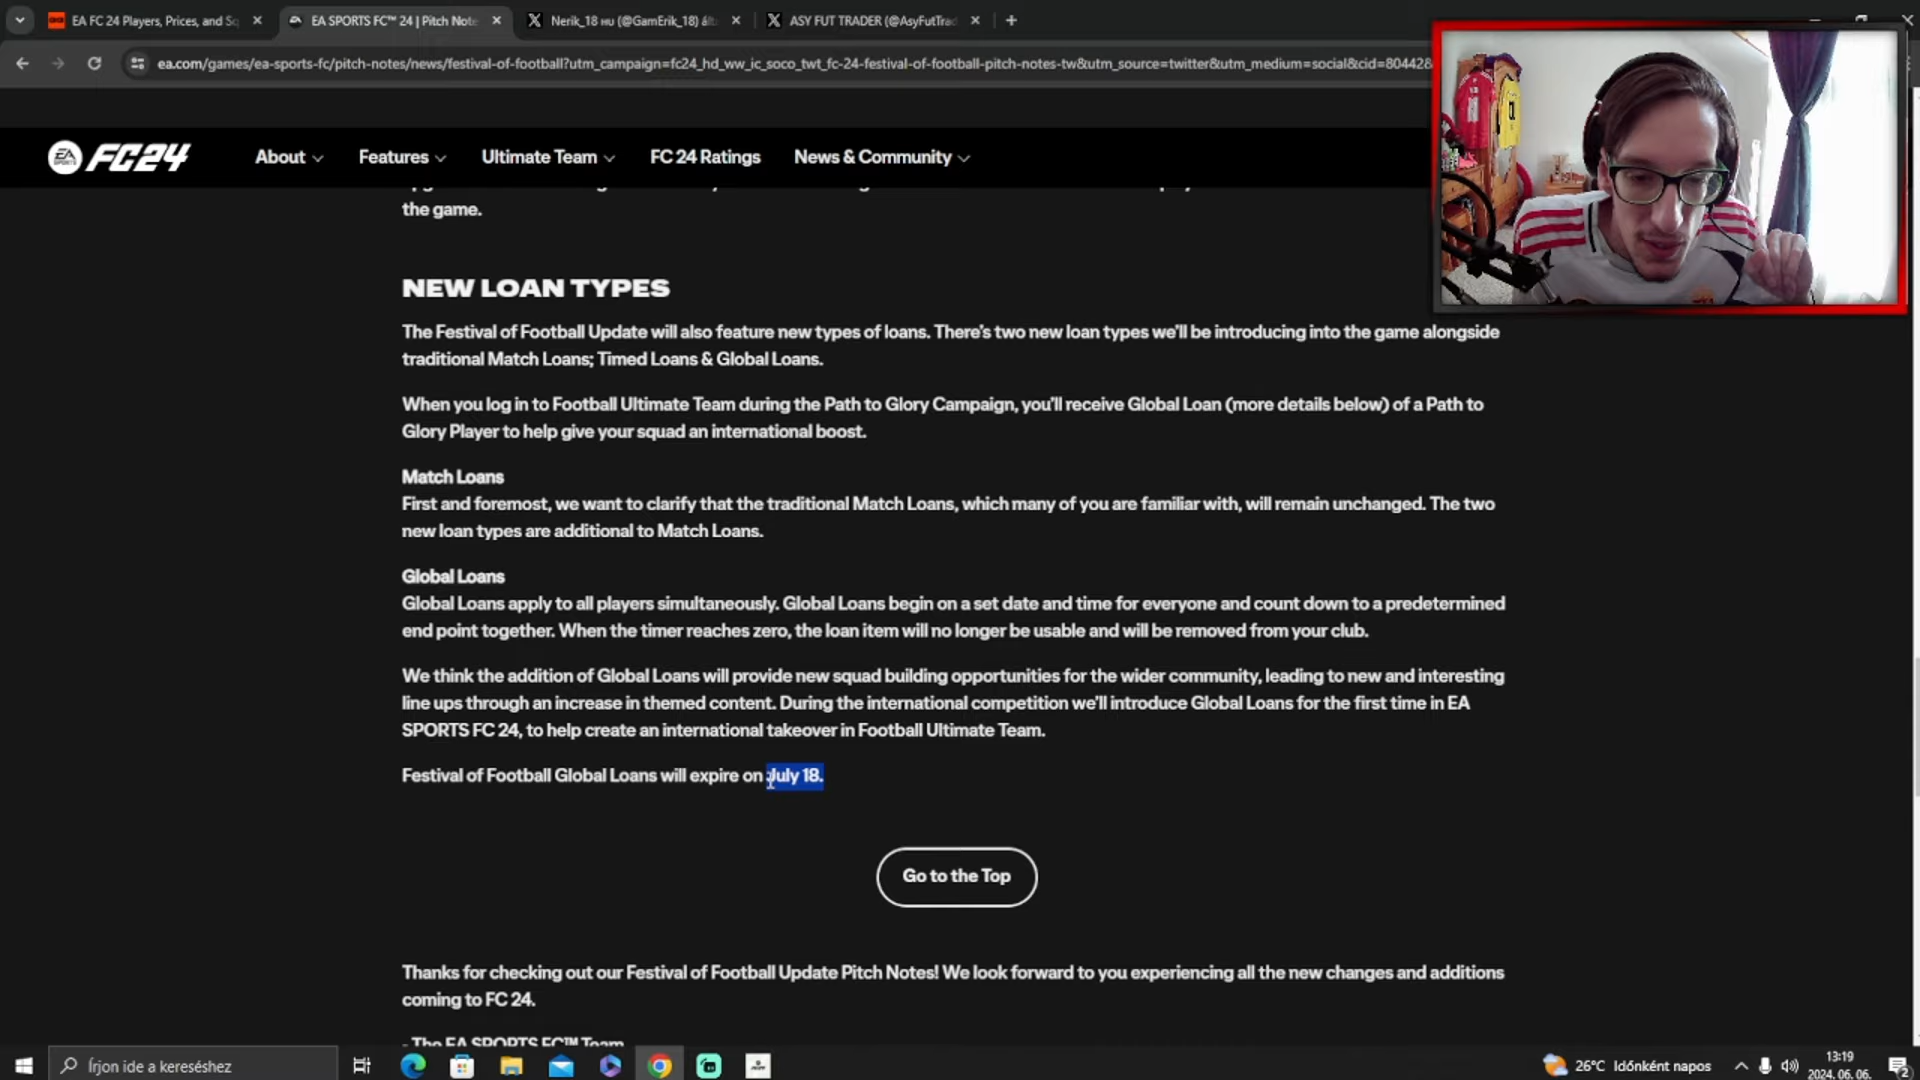 EA FC 24 Players, Prices, and Sq
EA SPORTS FC™ 24 | Pitch Note
Nerik_18 HU (@GamErik_18) ált
ASY FUT TRADER (@AsyFutTrad
ea.com/games/ea-sports-fc/pitch-notes/news/festival-of-football?utm_campaign=fc24_hd_ww_ic_soco_twt_fc-24-festival-of-football-pitch-notes-tw&utm_source=twitter&utm_medium=social&cid=80442&
EA SPORTS FC24
About
Features
Ultimate Team
FC 24 Ratings
News & Community
the game.
NEW LOAN TYPES
The Festival of Football Update will also feature new types of loans. There's two new loan types we'll be introducing into the game alongside
traditional Match Loans; Timed Loans & Global Loans.
When you log in to Football Ultimate Team during the Path to Glory Campaign, you'll receive Global Loan (more details below) of a Path to
Glory Player to help give your squad an international boost.
Match Loans
First and foremost, we want to clarify that the traditional Match Loans, which many of you are familiar with, will remain unchanged. The two
new loan types are additional to Match Loans.
Global Loans
Global Loans apply to all players simultaneously. Global Loans begin on a set date and time for everyone and count down to a predetermined
end point together. When the timer reaches zero, the loan item will no longer be usable and will be removed from your club.
We think the addition of Global Loans will provide new squad building opportunities for the wider community, leading to new and interesting
line ups through an increase in themed content. During the international competition we'll introduce Global Loans for the first time in EA
SPORTS FC 24, to help create an international takeover in Football Ultimate Team.
Festival of Football Global Loans will expire on July 18.
Go to the Top
Thanks for checking out our Festival of Football Update Pitch Notes! We look forward to you experiencing all the new changes and additions
coming to FC 24.
- The EA SPORTS FC™ Team
Írjon ide a kereséshez
26°C Időnként napos
13:19
2024. 06. 06.
2